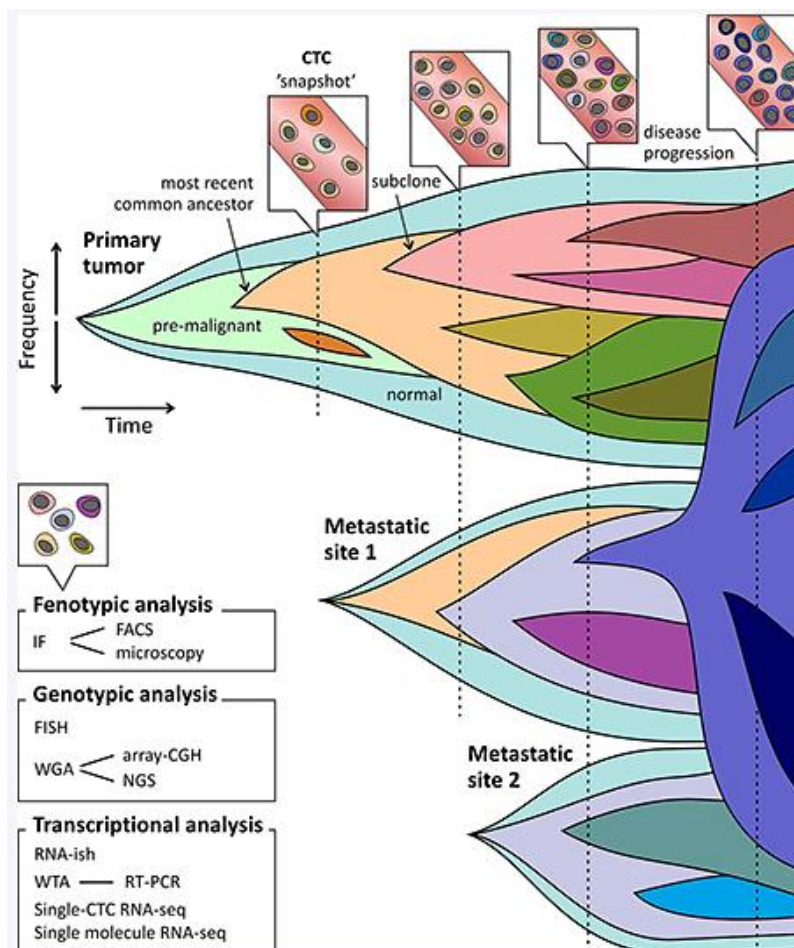 CTC
'snapshot'
disease
progression
most recent
common ancestor
subclone
Primary
tumor
Frequency
pre-malignant
normal
Time
Metastatic
site 1
Fenotypic analysis
IF
FACS
microscopy
Genotypic analysis
FISH
WGA
array-CGH
NGS
Metastatic
site 2
Transcriptional analysis
RNA-ish
WTA
RT-PCR
Single-CTC RNA-seq
Single molecule RNA-seq